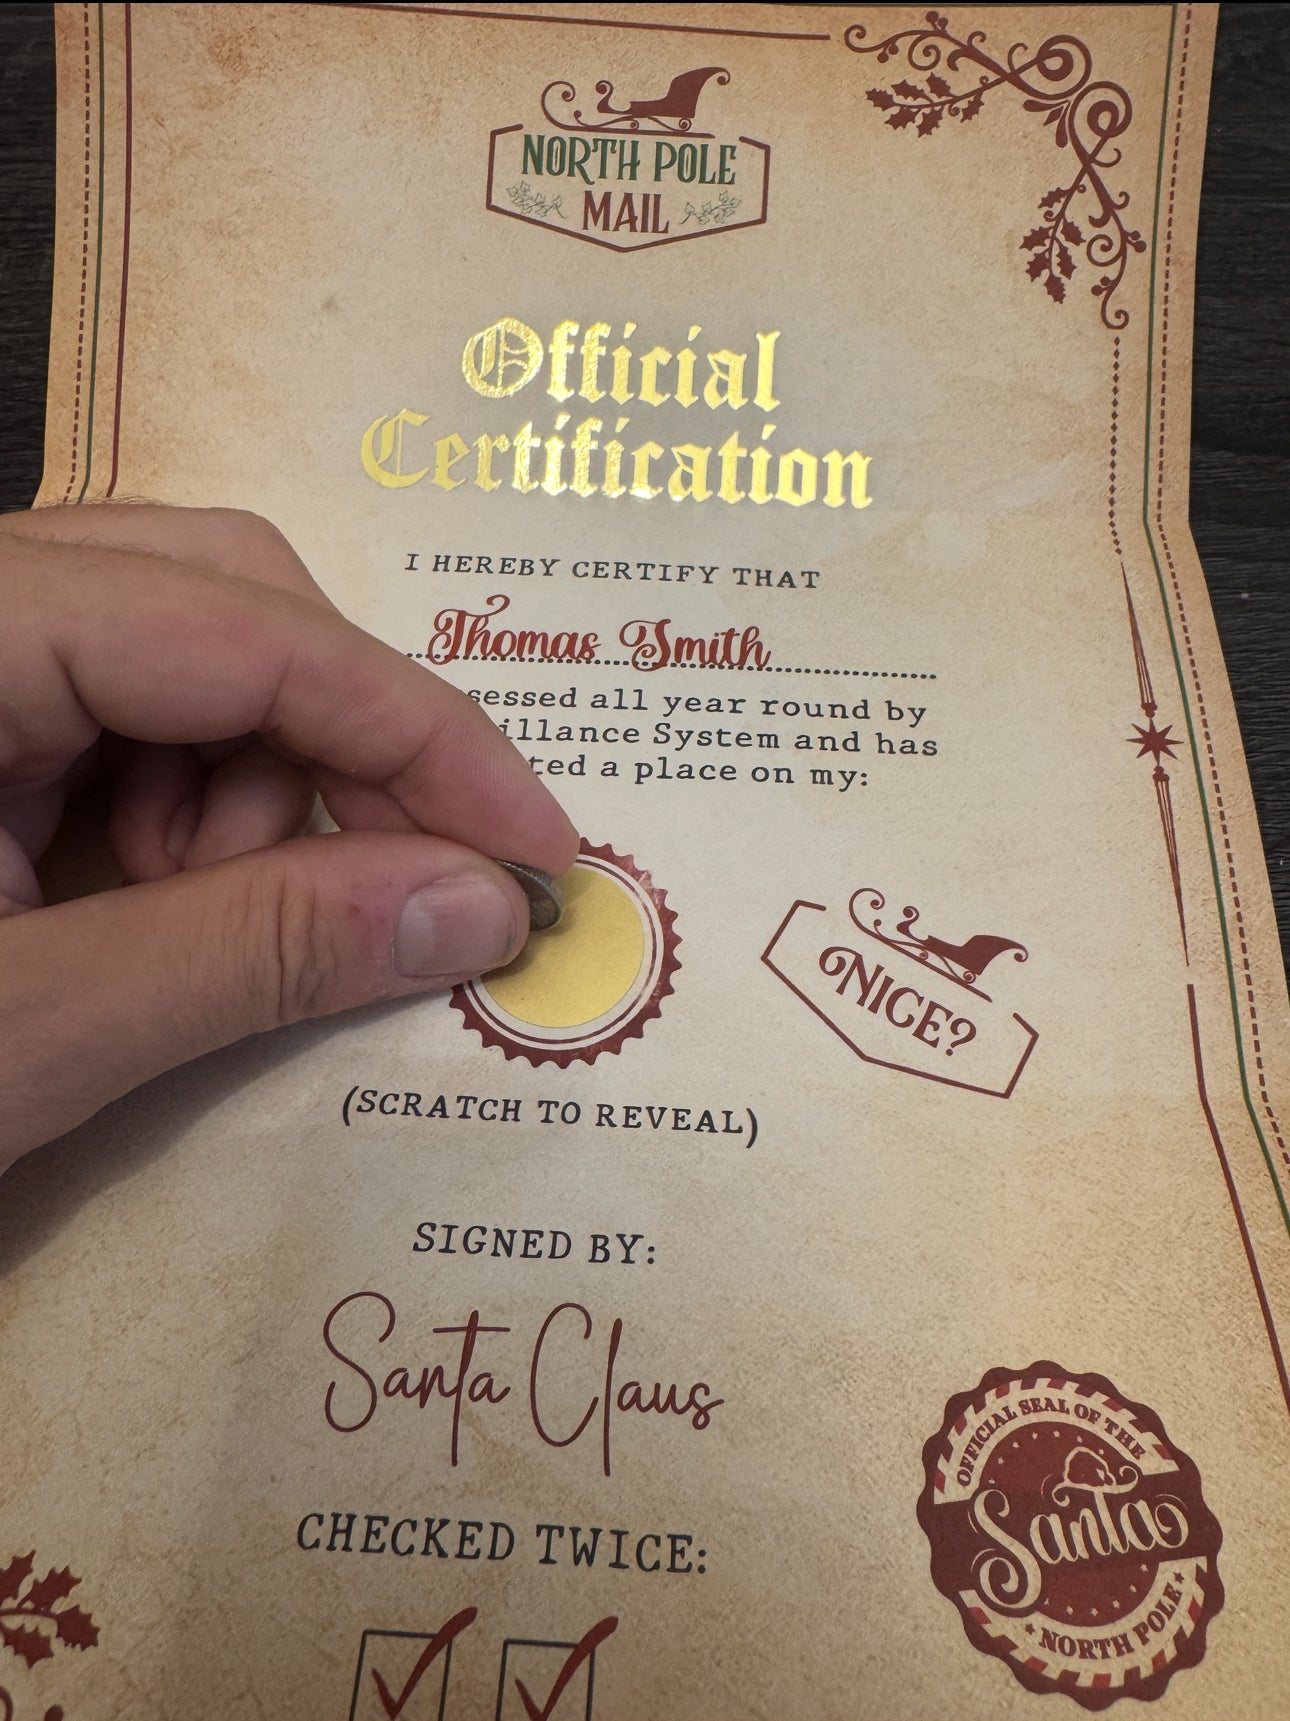 NORTH POLE
MAIL
Official
Certification
I HEREBY CERTIFY THAT
Thomas Smith
sessed all year round by
illance System and has
ted a place on my:
NICE?
(SCRATCH TO REVEAL)
SIGNED BY:
Santa Claus
OFFICIAL SEAL OF THE
Santa
NORTH POLE
CHECKED TWICE: